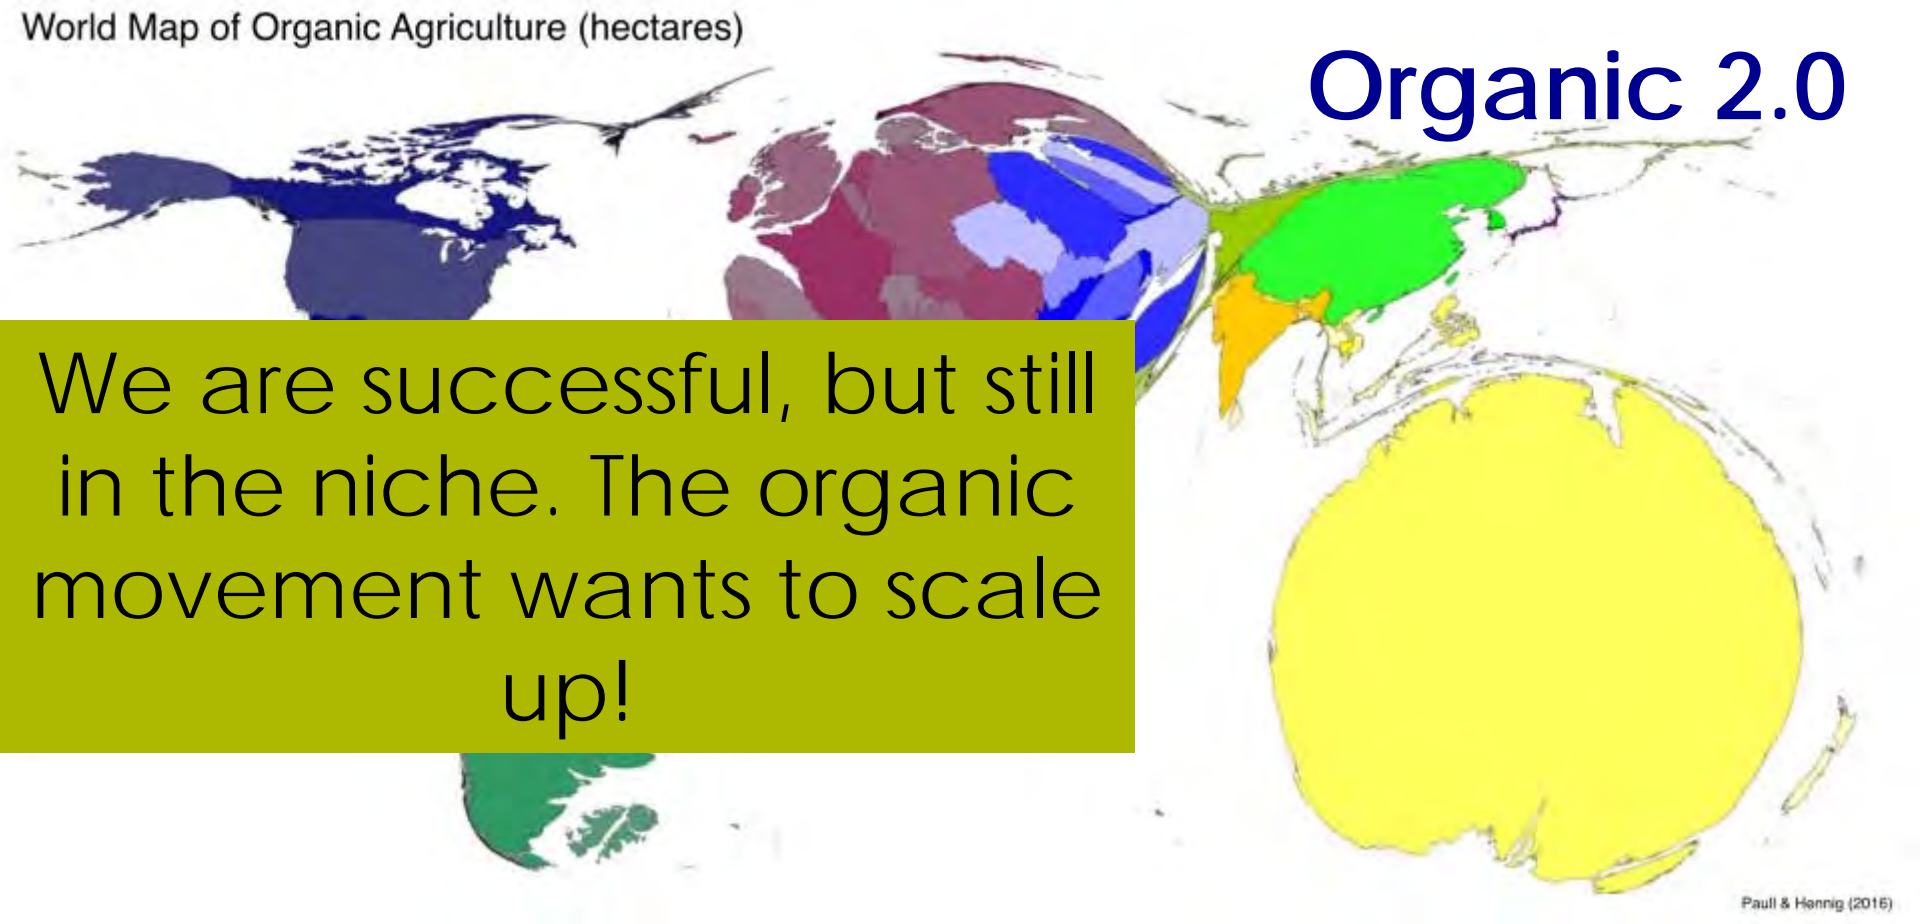 World Map of Organic Agriculture (hectares)
Organic 2.0
We are successful, but still
in the niche. The organic
movement wants to scale
up!
Paull & Hennig (2016)